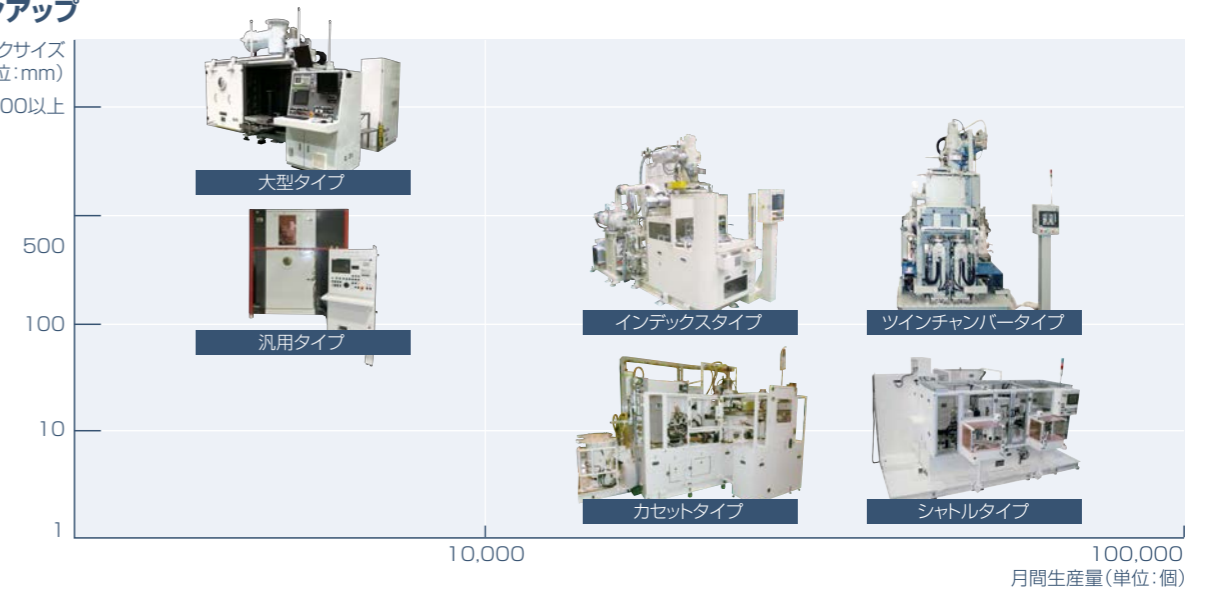 アップ
クサイズ
位:mm）
00以上
大型タイプ
500
100
汎用タイプ
インデックスタイプ
ツインチャンバータイプ
10
カセットタイプ
シャトルタイプ
1
10,000
100,000
月間生産量（単位:個）